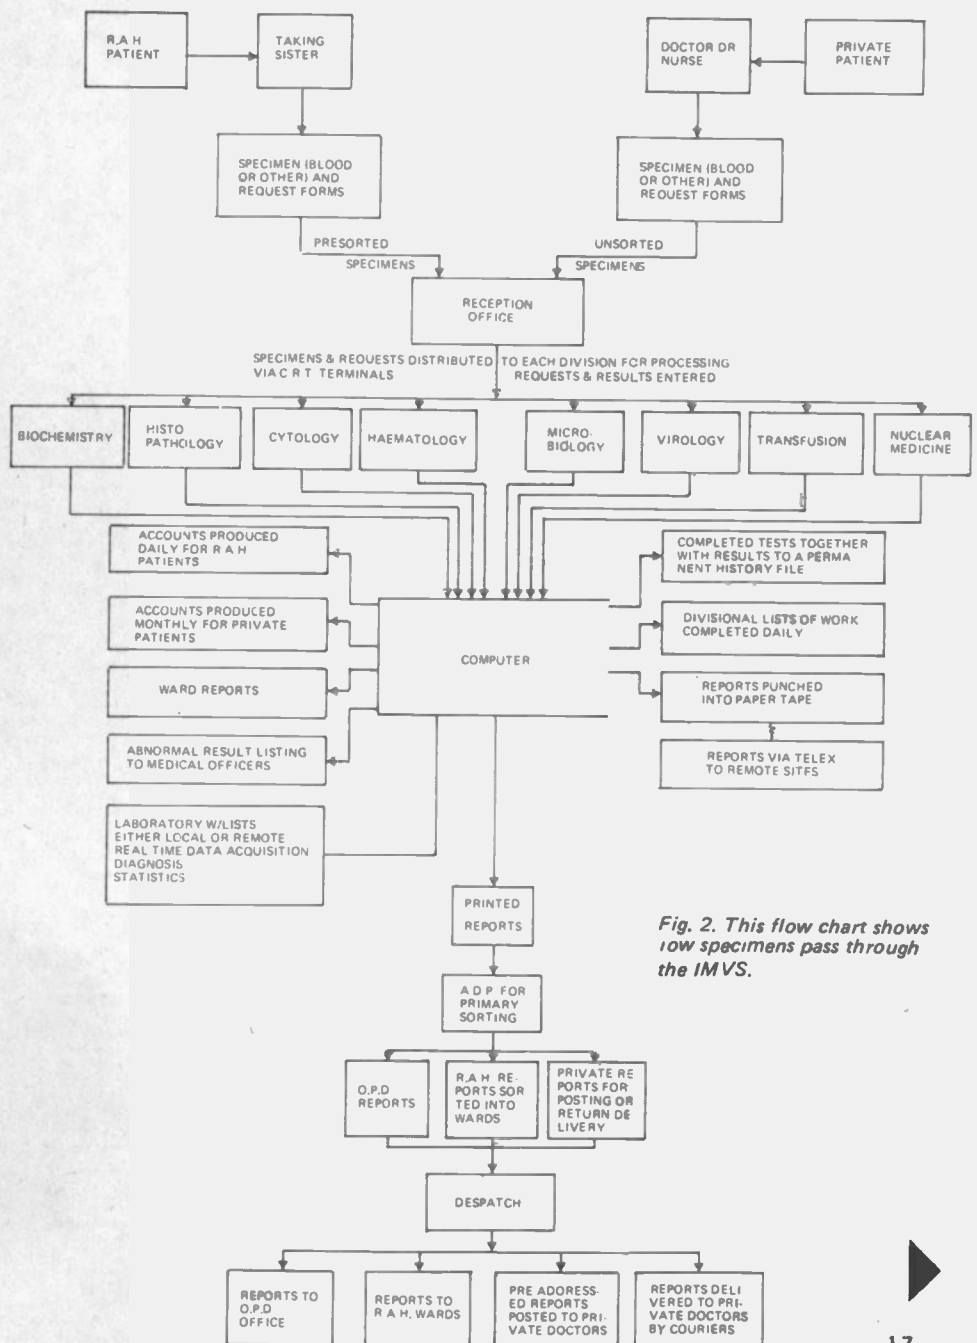 R.A H
PATIENT
TAKING
SISTER
DOCTOR DR
NURSE
PRIVATE
PATIENT
SPECIMEN (BLOOD
OR OTHER) AND
REQUEST FORMS
SPECIMEN (BLOOD
OR OTHER) AND
REQUEST FORMS
PRESORTED
SPECIMENS
UNSORTED
SPECIMENS
RECEPTION
OFFICE
SPECIMENS & REQUESTS DISTRIBUTED TO EACH DIVISION FOR PROCESSING
VIA C R T TERMINALS REQUESTS & RESULTS ENTERED
BIOCHEMISTRY
HISTO
PATHOLOGY
CYTOLOGY
HAEMATOLOGY
MICRO-
BIOLOGY
VIROLOGY
TRANSFUSION
NUCLEAR
MEDICINE
ACCOUNTS PRODUCED
DAILY FOR R A H
PATIENTS
ACCOUNTS PRODUCED
MONTHLY FOR PRIVATE
PATIENTS
WARD REPORTS
ABNORMAL RESULT LISTING
TO MEDICAL OFFICERS
LABORATORY W/LISTS
EITHER LOCAL OR REMOTE
REAL TIME DATA ACQUISITION
DIAGNOSIS
STATISTICS
COMPUTER
COMPLETED TESTS TOGETHER
WITH RESULTS TO A PERMA
NENT HISTORY FILE
DIVISIONAL LISTS OF WORK
COMPLETED DAILY
REPORTS PUNCHED
INTO PAPER TAPE
REPORTS VIA TELEX
TO REMOTE SITES
PRINTED
REPORTS
Fig. 2. This flow chart shows
iow specimens pass through
the IMVS.
A D P FOR
PRIMARY
SORTING
O.P.D
REPORTS
R.A.H RE-
PORTS SOR
TED INTO
WARDS
PRIVATE RE
PORTS FOR
POSTING OR
RETURN DE
LIVERY
DESPATCH
REPORTS TO
O.P.D
OFFICE
REPORTS TO
R A H. WARDS
PRE ADDRESS-
ED REPORTS
POSTED TO PRI-
VATE DOCTORS
REPORTS DELI
VERED TO PRI-
VATE DOCTORS
BY COURIERS
17